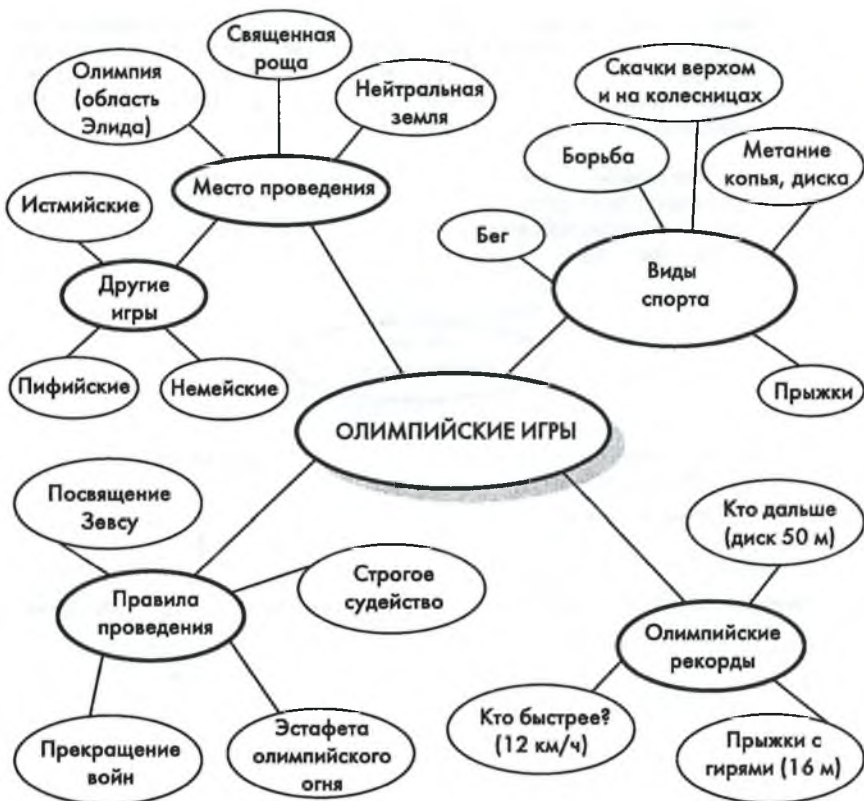 Священная
роща
Олимпия
(область
Элида)
Нейтральная
земля
Место проведения
Истмийские
Другие
игры
Пифийские
Немейские
Скачки верхом
и на колесницах
Борьба
Метание
копья, диска
Бег
Виды
спорта
Прыжки
ОЛИМПИЙСКИЕ ИГРЫ
Посвящение
Зевсу
Строгое
судейство
Правила
проведения
Прекращение
войн
Эстафета
олимпийского
огня
Кто дальше
(диск 50 м)
Олимпийские
рекорды
Кто быстрее?
(12 км/ч)
Прыжки с
гирями (16 м)